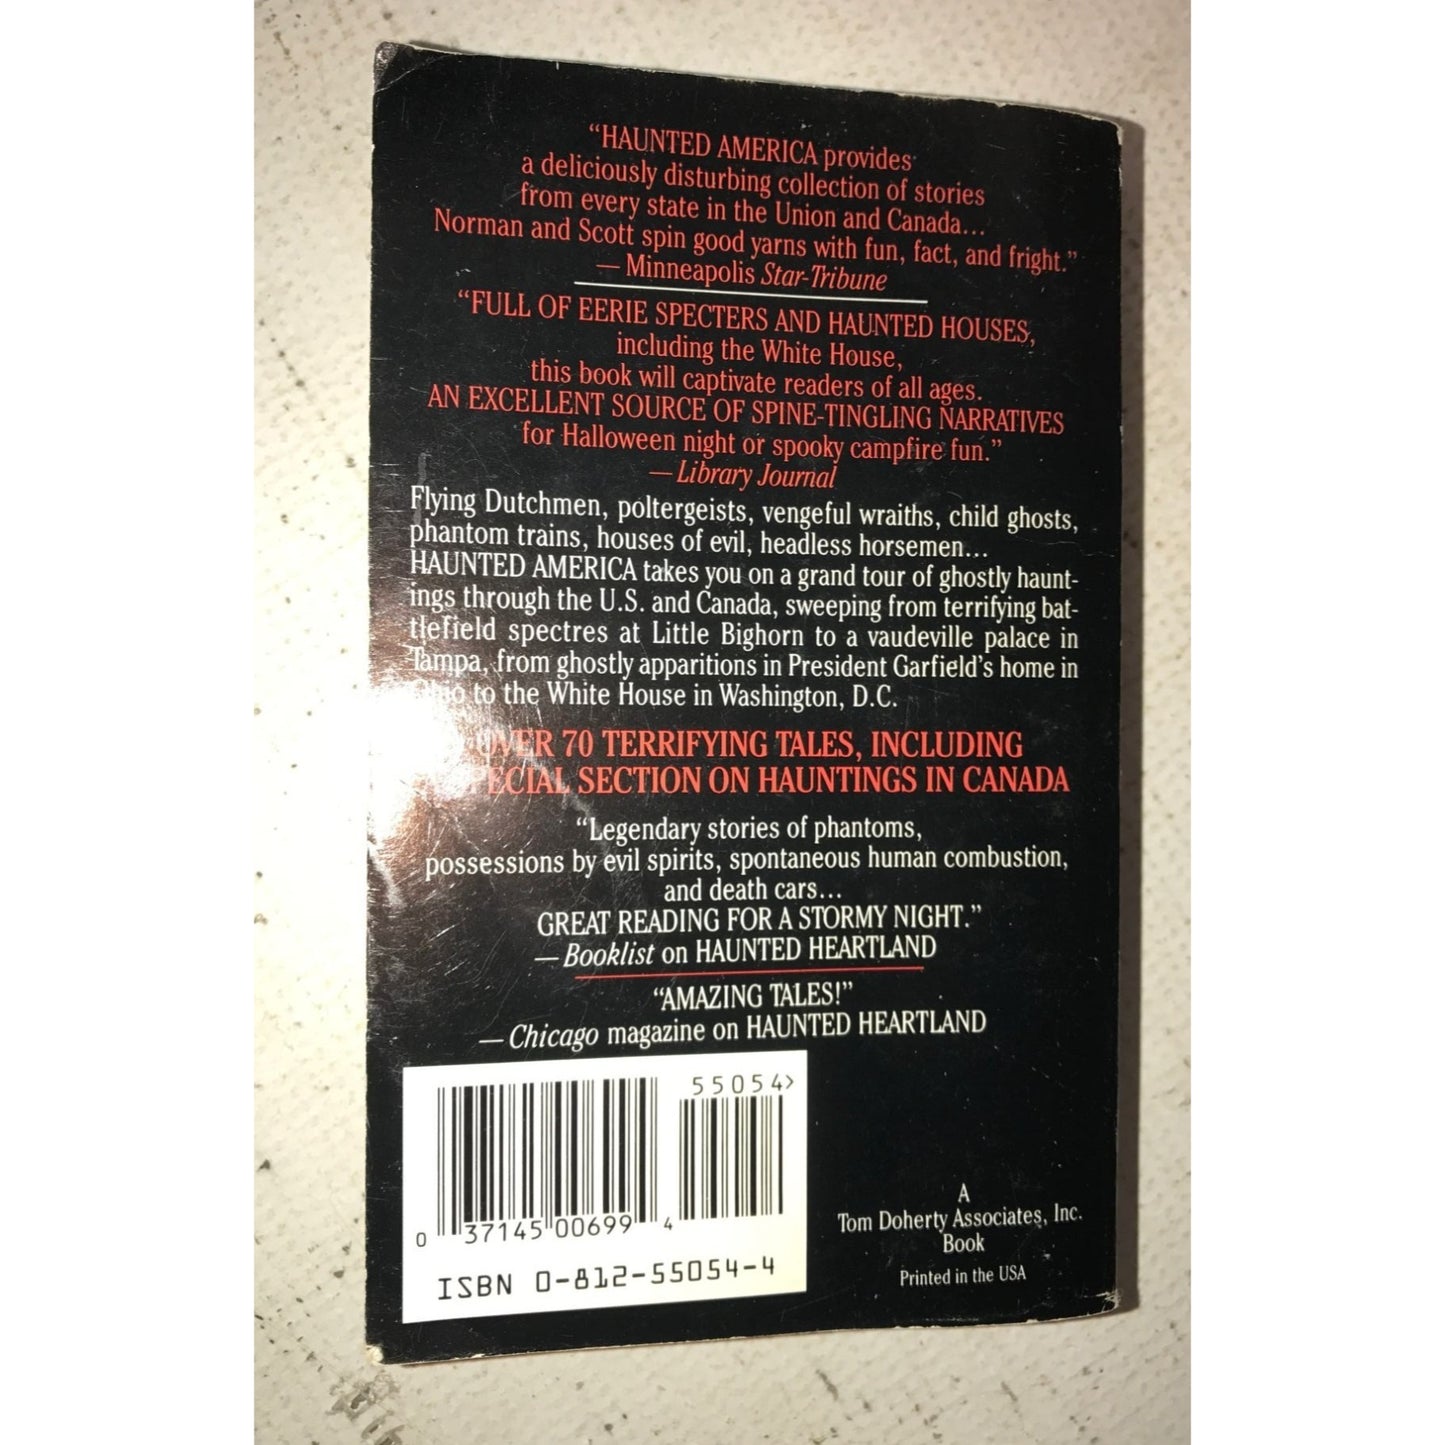 “HAUNTED AMERICA provides
a deliciously disturbing collection of stories
from every state in the Union and Canada...
Norman and Scott spin good yarns with fun, fact, and fright.”
— Minneapolis Star-Tribune
“FULL OF EERIE SPECTERS AND HAUNTED HOUSES,
including the White House,
this book will captivate readers of all ages.
AN EXCELLENT SOURCE OF SPINE-TINGLING NARRATIVES
for Halloween night or spooky campfire fun.”
— Library Journal
Flying Dutchmen, poltergeists, vengeful wraiths, child ghosts,
phantom trains, houses of evil, headless horsemen...
HAUNTED AMERICA takes you on a grand tour of ghostly haunt-
ings through the U.S. and Canada, sweeping from terrifying bat-
tlefield spectres at Little Bighorn to a vaudeville palace in
Tampa, from ghostly apparitions in President Garfield's home in
Ohio to the White House in Washington, D.C.
OVER 70 TERRIFYING TALES, INCLUDING
SPECIAL SECTION ON HAUNTINGS IN CANADA
“Legendary stories of phantoms,
possessions by evil spirits, spontaneous human combustion,
and death cars...
GREAT READING FOR A STORMY NIGHT.”
— Booklist on HAUNTED HEARTLAND
“AMAZING TALES!”
— Chicago magazine on HAUNTED HEARTLAND
55054>
0 37145 00699 4
ISBN 0-812-55054-4
A
Tom Doherty Associates, Inc.
Book
Printed in the USA